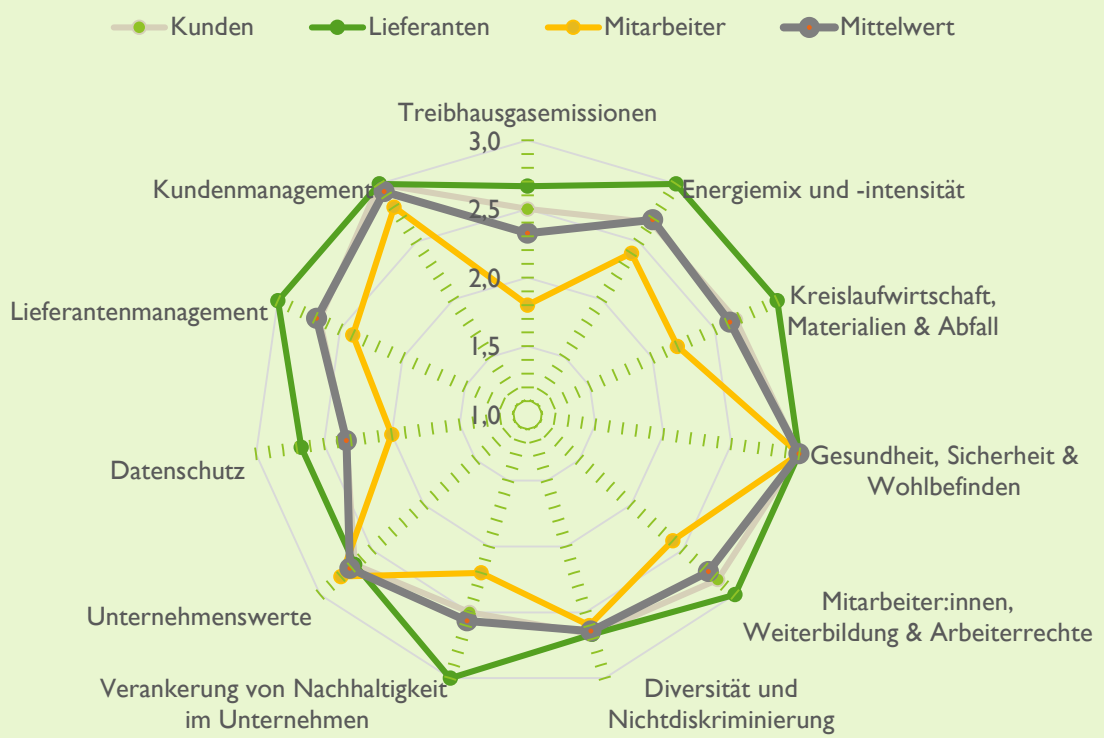 Kunden Lieferanten Mitarbeiter Mittelwert
Treibhausgasemissionen
3,0
Kundenmanagement
Energiemix und -intensität
2,5
2,0
Lieferantenmanagement
Kreislaufwirtschaft,
Materialien & Abfall
1,5
1,0
Datenschutz
Gesundheit, Sicherheit &
Wohlbefinden
Unternehmenswerte
Mitarbeiter:innen,
Weiterbildung & Arbeiterrechte
Verankerung von Nachhaltigkeit
im Unternehmen
Diversität und
Nichtdiskriminierung